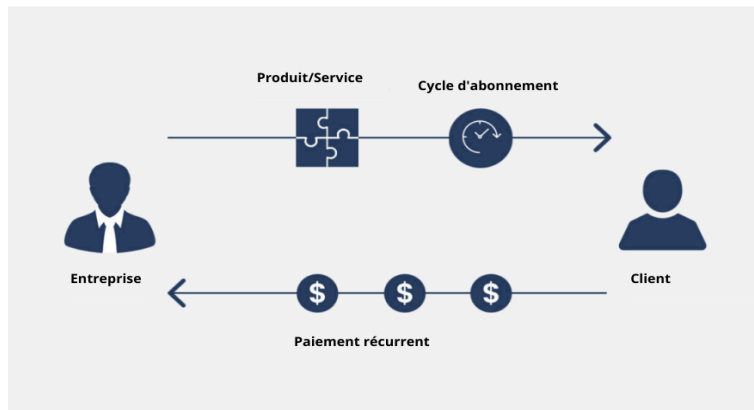 Produit/Service
Cycle d'abonnement
Entreprise
Client
$ $ $
Paiement récurrent